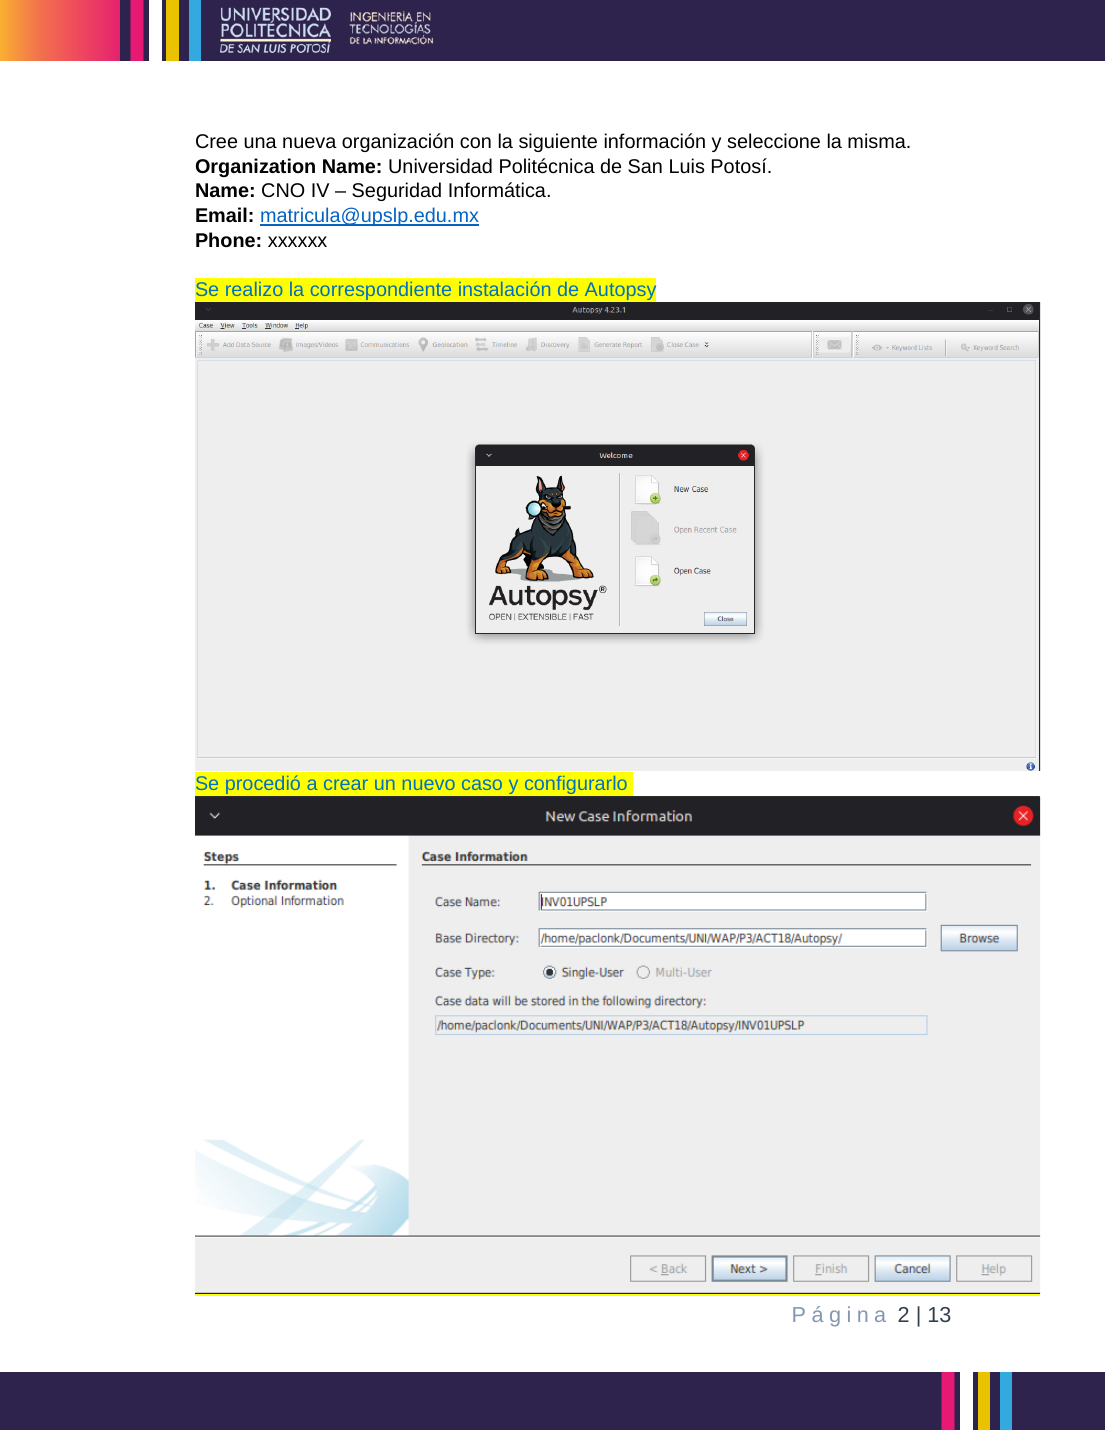 UNIVERSIDAD
POLITÉCNICA
DE SAN LUIS POTOSÍ
INGENIERÍA EN
TECNOLOGÍAS
DE LA INFORMACIÓN
Cree una nueva organización con la siguiente información y seleccione la misma.
Organization Name: Universidad Politécnica de San Luis Potosí.
Name: CNO IV – Seguridad Informática.
Email: matricula@upslp.edu.mx
Phone: xxxxxx
Se realizo la correspondiente instalación de Autopsy
Autopsy 4.23.1
Case View Tools Window Help
Add Data Source Images/Videos Communications Geolocation Timeline Discovery Generate Report Close Case Keyword Lists Keyword Search
Welcome
New Case
Open Recent Case
Open Case
Autopsy®
OPEN | EXTENSIBLE | FAST
Close
Se procedió a crear un nuevo caso y configurarlo
New Case Information
Steps
1. Case Information
2. Optional Information
Case Information
Case Name: INV01UPSLP
Base Directory: /home/paclonk/Documents/UNI/WAP/P3/ACT18/Autopsy/ Browse
Case Type: Single-User Multi-User
Case data will be stored in the following directory:
/home/paclonk/Documents/UNI/WAP/P3/ACT18/Autopsy/INV01UPSLP
< Back Next > Finish Cancel Help
Página 2 | 13